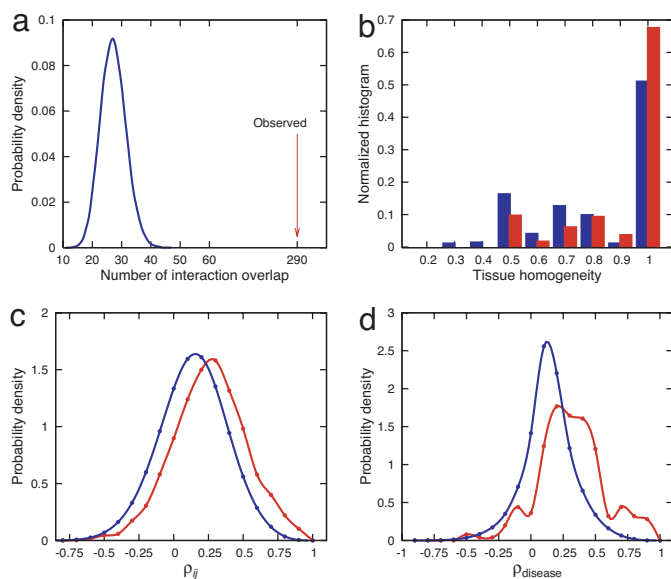 a
0.1
0.08
0.06
0.04
0.02
0
Probability density
Observed
10 20 30 40 50 60 290
Number of interaction overlap
b
0.7
0.6
0.5
0.4
0.3
0.2
0.1
0
Normalized histogram
0.2 0.3 0.4 0.5 0.6 0.7 0.8 0.9 1
Tissue homogeneity
c
2
1.5
1
0.5
0
Probability density
-0.75 -0.5 -0.25 0 0.25 0.5 0.75 1
ρij
d
3
2.5
2
1.5
1
0.5
0
Probability density
-1 -0.75 -0.5 -0.25 0 0.25 0.5 0.75 1
ρdisease